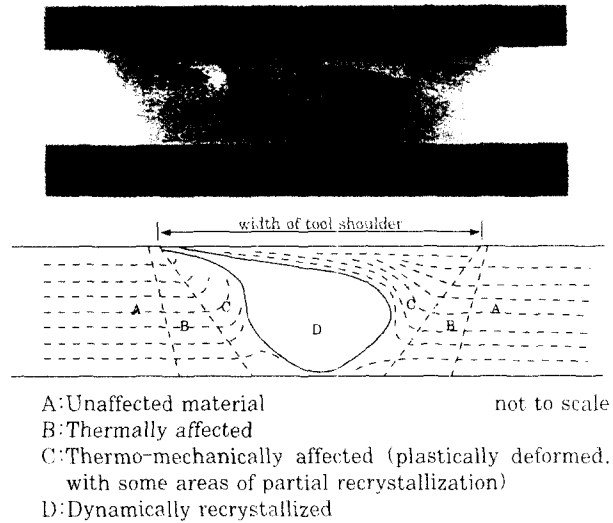 width of tool shoulder
A B C D C B A
A:Unaffected material not to scale
B:Thermally affected
C:Thermo-mechanically affected (plastically deformed,
with some areas of partial recrystallization)
D:Dynamically recrystallized